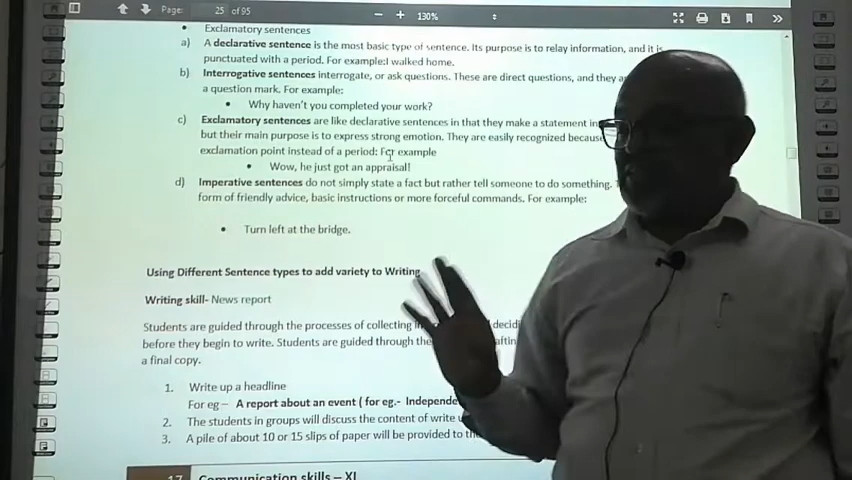 Page: 25 of 95
130%
• Exclamatory sentences
a) A declarative sentence is the most basic type of sentence. Its purpose is to relay information, and it is
punctuated with a period. For example:I walked home.
b) Interrogative sentences interrogate, or ask questions. These are direct questions, and they
a question mark. For example:
• Why haven't you completed your work?
c) Exclamatory sentences are like declarative sentences in that they make a statement
but their main purpose is to express strong emotion. They are easily recognized
exclamation point instead of a period: For example
• Wow, he just got an appraisal!
d) Imperative sentences do not simply state a fact but rather tell someone to do something.
form of friendly advice, basic instructions or more forceful commands. For example:
• Turn left at the bridge.
Using Different Sentence types to add variety to Writing
Writing skill- News report
Students are guided through the processes of collecting
before they begin to write. Students are guided through the
a final copy.
1. Write up a headline
For eg – A report about an event ( for eg.-
2. The students in groups will discuss the content of write
3. A pile of about 10 or 15 slips of paper will be provided to
17 Communication skills – XI